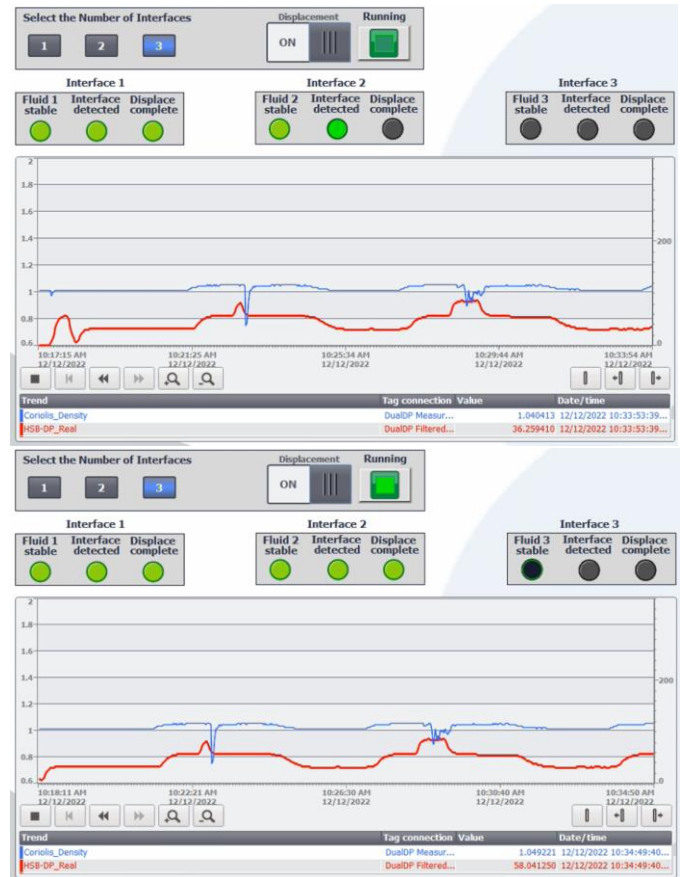 Select the Number of Interfaces
Displacement
Running
1
2
3
ON
Interface 1
Interface 2
Interface 3
Fluid 1 stable
Interface detected
Displace complete
Fluid 2 stable
Interface detected
Displace complete
Fluid 3 stable
Interface detected
Displace complete
2
1.8
1.6
1.4
1.2
1
0.8
0.6
200
0
10:17:15 AM
12/12/2022
10:21:25 AM
12/12/2022
10:25:34 AM
12/12/2022
10:29:44 AM
12/12/2022
10:33:54 AM
12/12/2022
Trend Tag connection Value Date/time
Coriolis_Density DualDP Measur... 1.040413 12/12/2022 10:33:53:39...
HSB-DP_Real DualDP Filtered... 36.259410 12/12/2022 10:33:53:39...
Select the Number of Interfaces
Displacement
Running
1
2
3
ON
Interface 1
Interface 2
Interface 3
Fluid 1 stable
Interface detected
Displace complete
Fluid 2 stable
Interface detected
Displace complete
Fluid 3 stable
Interface detected
Displace complete
2
1.8
1.6
1.4
1.2
1
0.8
0.6
200
0
10:18:11 AM
12/12/2022
10:22:21 AM
12/12/2022
10:26:30 AM
12/12/2022
10:30:40 AM
12/12/2022
10:34:50 AM
12/12/2022
Trend Tag connection Value Date/time
Coriolis_Density DualDP Measur... 1.049221 12/12/2022 10:34:49:40...
HSB-DP_Real DualDP Filtered... 58.041250 12/12/2022 10:34:49:40...